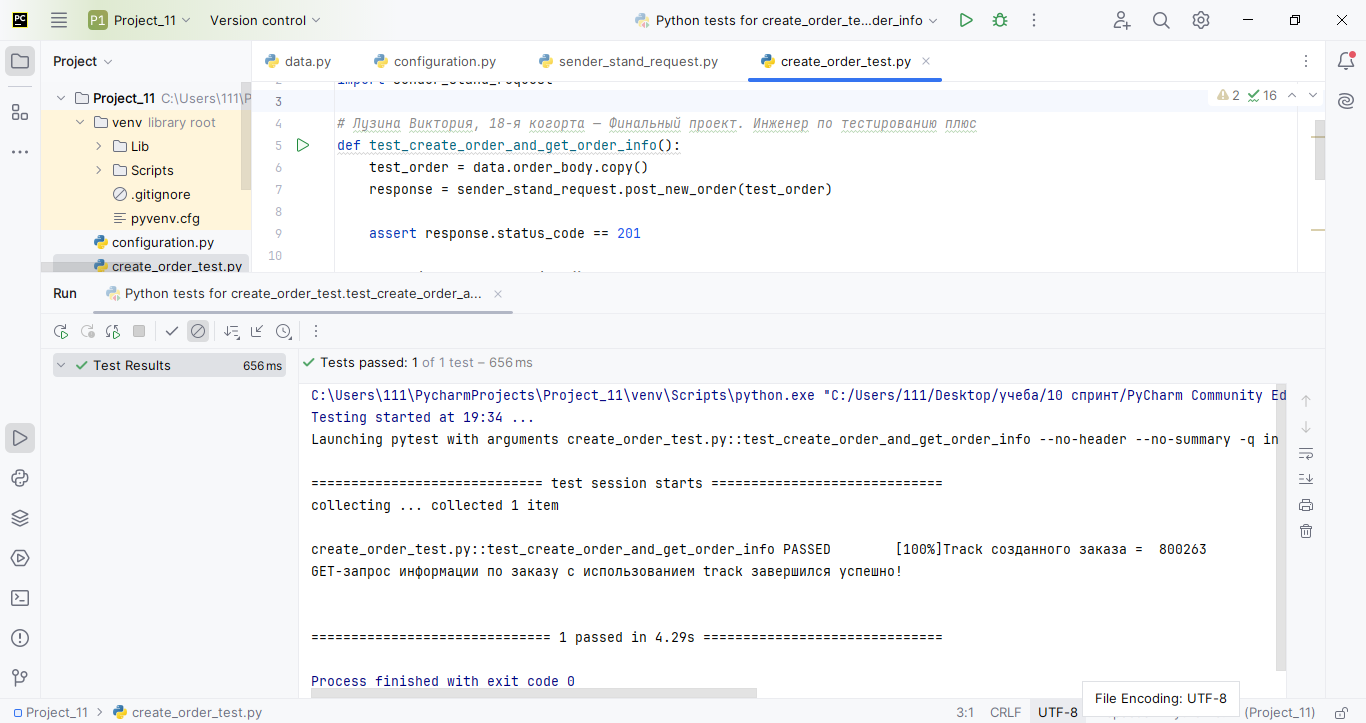 PC P1 Project_11 Version control Python tests for create_order_te...der_info
Project data.py configuration.py sender_stand_request.py create_order_test.py
Project_11 C:\Users\111\P
venv library root
Lib
Scripts
.gitignore
pyvenv.cfg
configuration.py
create_order_test.py
2 16
import sender_stand_request
3
4 # Лузина Виктория, 18-я когорта — Финальный проект. Инженер по тестированию плюс
5 def test_create_order_and_get_order_info():
6 test_order = data.order_body.copy()
7 response = sender_stand_request.post_new_order(test_order)
8
9 assert response.status_code == 201
10
Run Python tests for create_order_test.test_create_order_a...
Test Results 656 ms
Tests passed: 1 of 1 test – 656 ms
C:\Users\111\PycharmProjects\Project_11\venv\Scripts\python.exe "C:/Users/111/Desktop/учеба/10 спринт/PyCharm Community Ed
Testing started at 19:34 ...
Launching pytest with arguments create_order_test.py::test_create_order_and_get_order_info --no-header --no-summary -q in
============================= test session starts =============================
collecting ... collected 1 item
create_order_test.py::test_create_order_and_get_order_info PASSED [100%]Track созданного заказа = 800263
GET-запрос информации по заказу с использованием track завершился успешно!
============================== 1 passed in 4.29s ==============================
Process finished with exit code 0
File Encoding: UTF-8
Project_11 create_order_test.py 3:1 CRLF UTF-8 (Project_11)